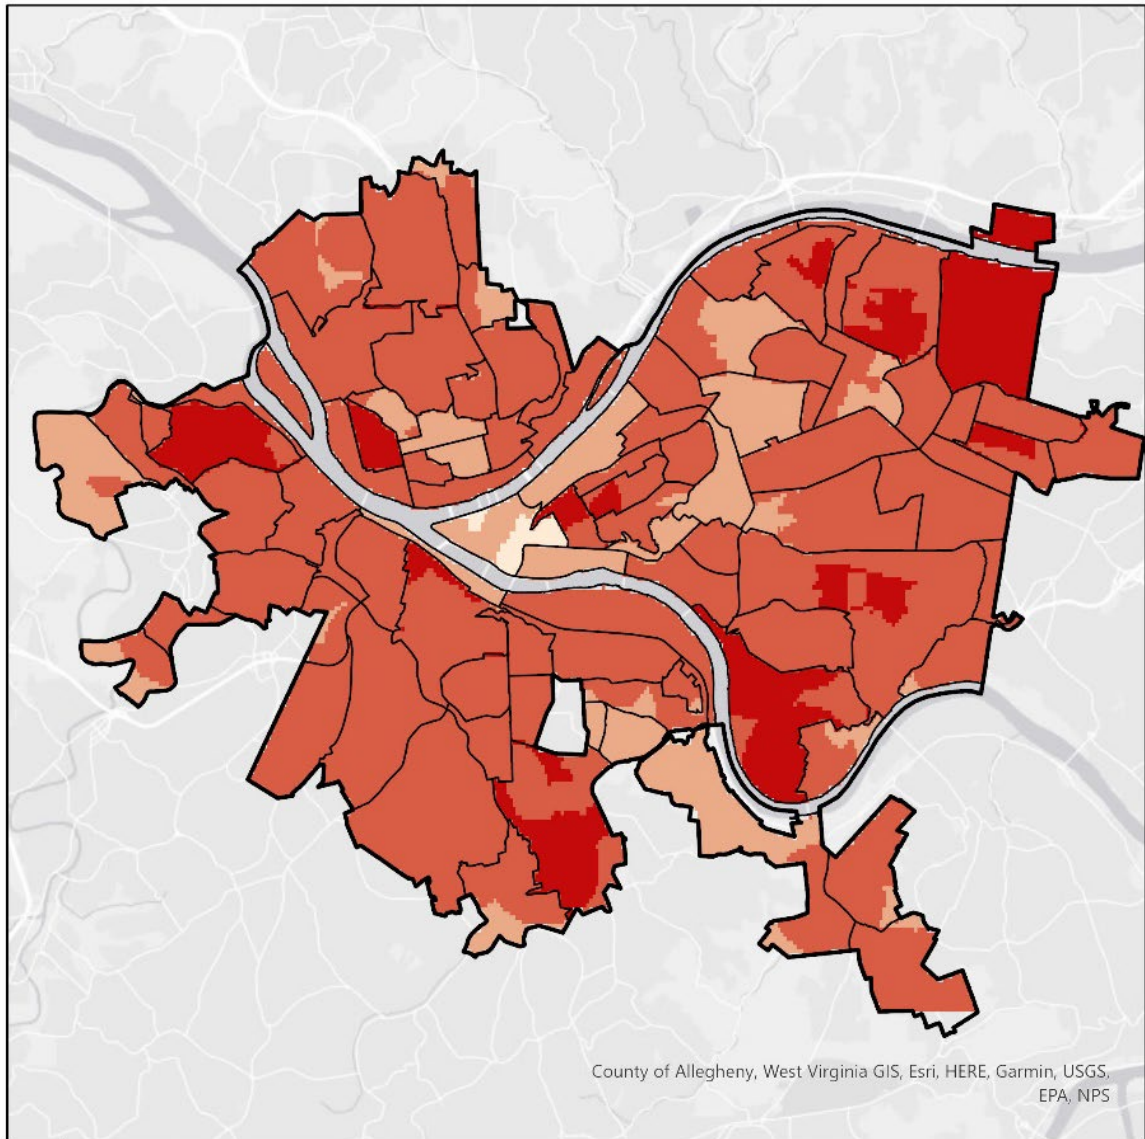 County of Allegheny, West Virginia GIS, Esri, HERE, Garmin, USGS,
EPA, NPS